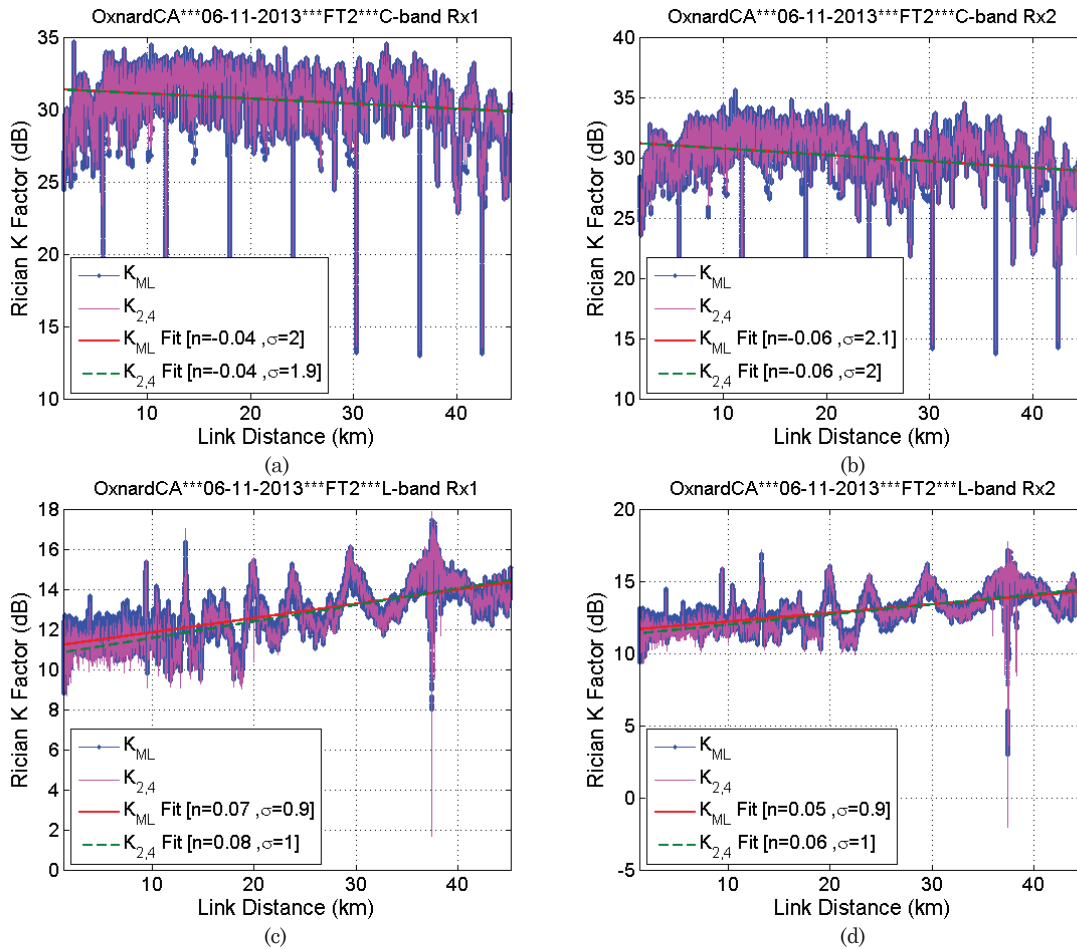 OxnardCA***06-11-2013***FT2***C-band Rx1
35
30
25
20
15
10
Rician K Factor (dB)
K_ML
K_2,4
K_ML Fit [n=-0.04 ,σ=2]
K_2,4 Fit [n=-0.04 ,σ=1.9]
10 20 30 40
Link Distance (km)
(a)
OxnardCA***06-11-2013***FT2***C-band Rx2
40
35
30
25
20
15
10
Rician K Factor (dB)
K_ML
K_2,4
K_ML Fit [n=-0.06 ,σ=2.1]
K_2,4 Fit [n=-0.06 ,σ=2]
10 20 30 40
Link Distance (km)
(b)
OxnardCA***06-11-2013***FT2***L-band Rx1
18
16
14
12
10
8
6
4
2
0
Rician K Factor (dB)
K_ML
K_2,4
K_ML Fit [n=0.07 ,σ=0.9]
K_2,4 Fit [n=0.08 ,σ=1]
10 20 30 40
Link Distance (km)
(c)
OxnardCA***06-11-2013***FT2***L-band Rx2
20
15
10
5
0
-5
Rician K Factor (dB)
K_ML
K_2,4
K_ML Fit [n=0.05 ,σ=0.9]
K_2,4 Fit [n=0.06 ,σ=1]
10 20 30 40
Link Distance (km)
(d)